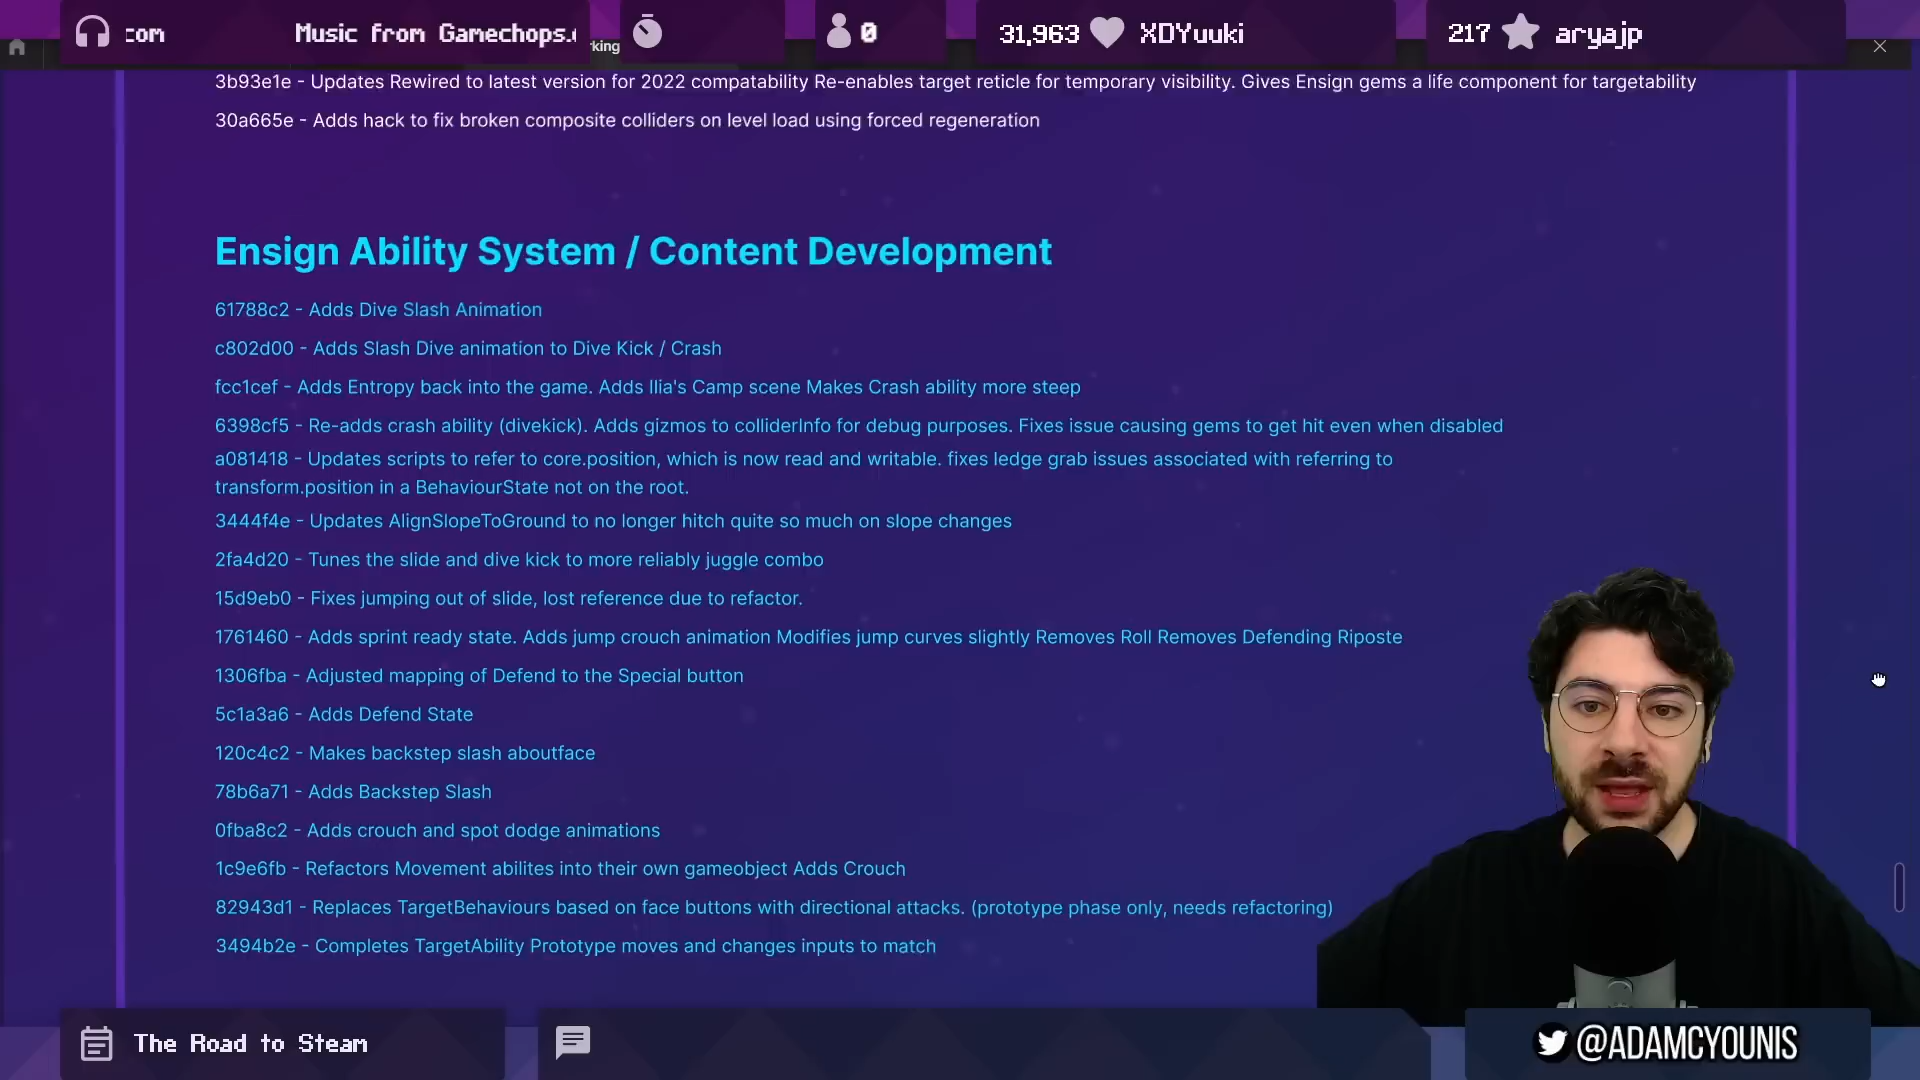 com
Music from Gamechops.
rking
0
31,963
XDYuuki
217
aryajp
3b93e1e - Updates Rewired to latest version for 2022 compatability Re-enables target reticle for temporary visibility. Gives Ensign gems a life component for targetability
30a665e - Adds hack to fix broken composite colliders on level load using forced regeneration
Ensign Ability System / Content Development
61788c2 - Adds Dive Slash Animation
c802d00 - Adds Slash Dive animation to Dive Kick / Crash
fcc1cef - Adds Entropy back into the game. Adds Ilia's Camp scene Makes Crash ability more steep
6398cf5 - Re-adds crash ability (divekick). Adds gizmos to colliderInfo for debug purposes. Fixes issue causing gems to get hit even when disabled
a081418 - Updates scripts to refer to core.position, which is now read and writable. fixes ledge grab issues associated with referring to
transform.position in a BehaviourState not on the root.
3444f4e - Updates AlignSlopeToGround to no longer hitch quite so much on slope changes
2fa4d20 - Tunes the slide and dive kick to more reliably juggle combo
15d9eb0 - Fixes jumping out of slide, lost reference due to refactor.
1761460 - Adds sprint ready state. Adds jump crouch animation Modifies jump curves slightly Removes Roll Removes Defending Riposte
1306fba - Adjusted mapping of Defend to the Special button
5c1a3a6 - Adds Defend State
120c4c2 - Makes backstep slash aboutface
78b6a71 - Adds Backstep Slash
0fba8c2 - Adds crouch and spot dodge animations
1c9e6fb - Refactors Movement abilites into their own gameobject Adds Crouch
82943d1 - Replaces TargetBehaviours based on face buttons with directional attacks. (prototype phase only, needs refactoring)
3494b2e - Completes TargetAbility Prototype moves and changes inputs to match
The Road to Steam
@ADAMCYOUNIS